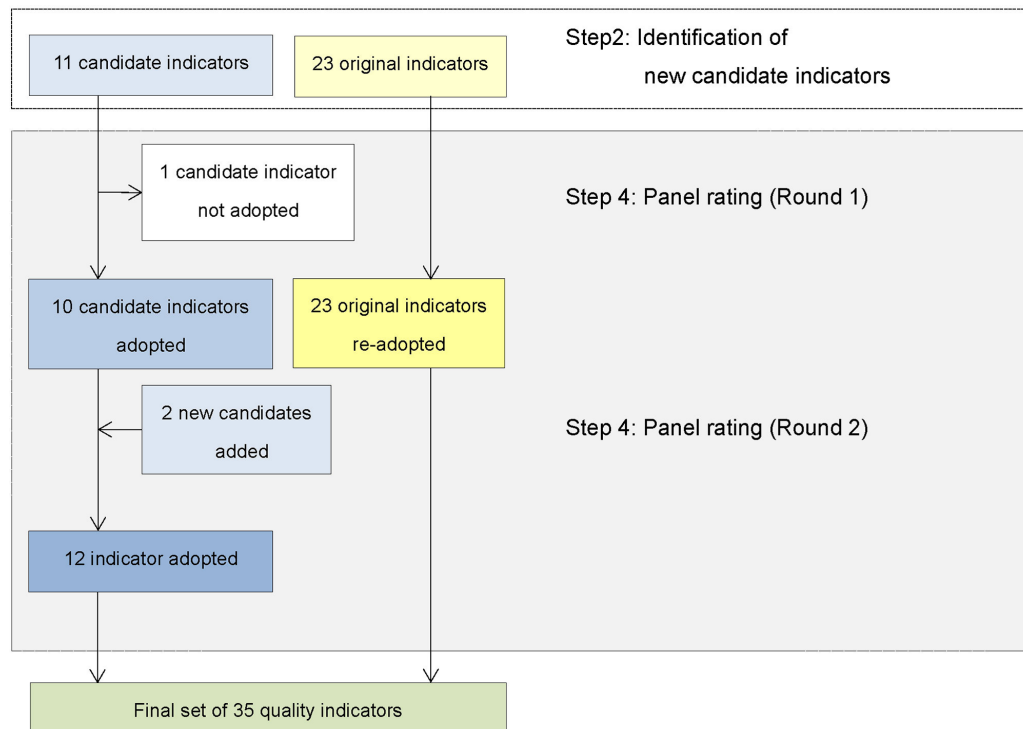 11 candidate indicators
23 original indicators
Step2: Identification of
new candidate indicators
1 candidate indicator
not adopted
Step 4: Panel rating (Round 1)
10 candidate indicators
adopted
23 original indicators
re-adopted
2 new candidates
added
Step 4: Panel rating (Round 2)
12 indicator adopted
Final set of 35 quality indicators